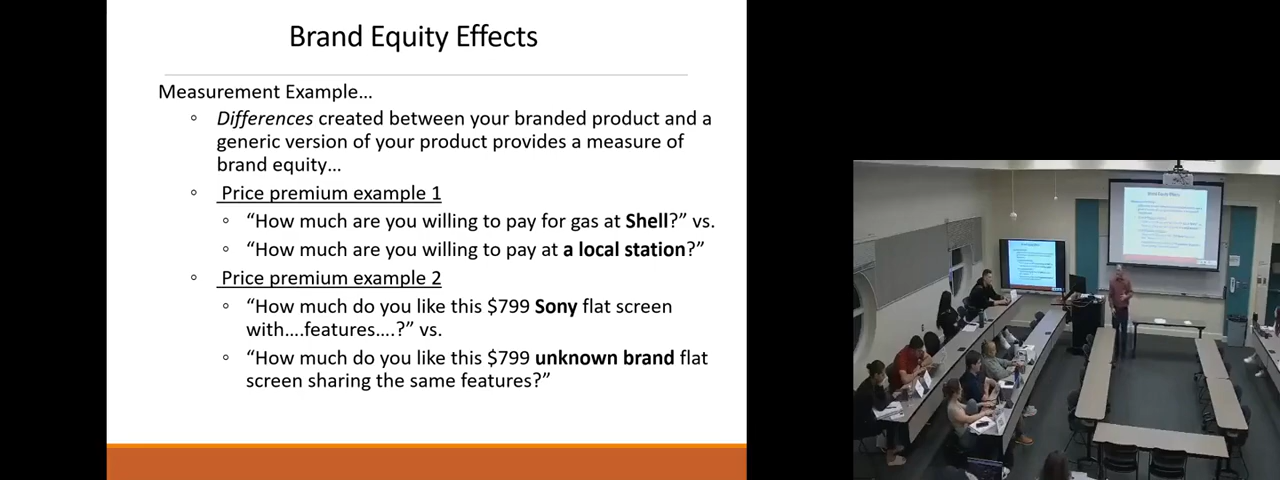 Brand Equity Effects
Measurement Example…
◦ Differences created between your branded product and a
generic version of your product provides a measure of
brand equity…
◦ Price premium example 1
◦ “How much are you willing to pay for gas at Shell?” vs.
◦ “How much are you willing to pay at a local station?”
◦ Price premium example 2
◦ “How much do you like this $799 Sony flat screen
with….features….?” vs.
◦ “How much do you like this $799 unknown brand flat
screen sharing the same features?”
Brand Equity Effects